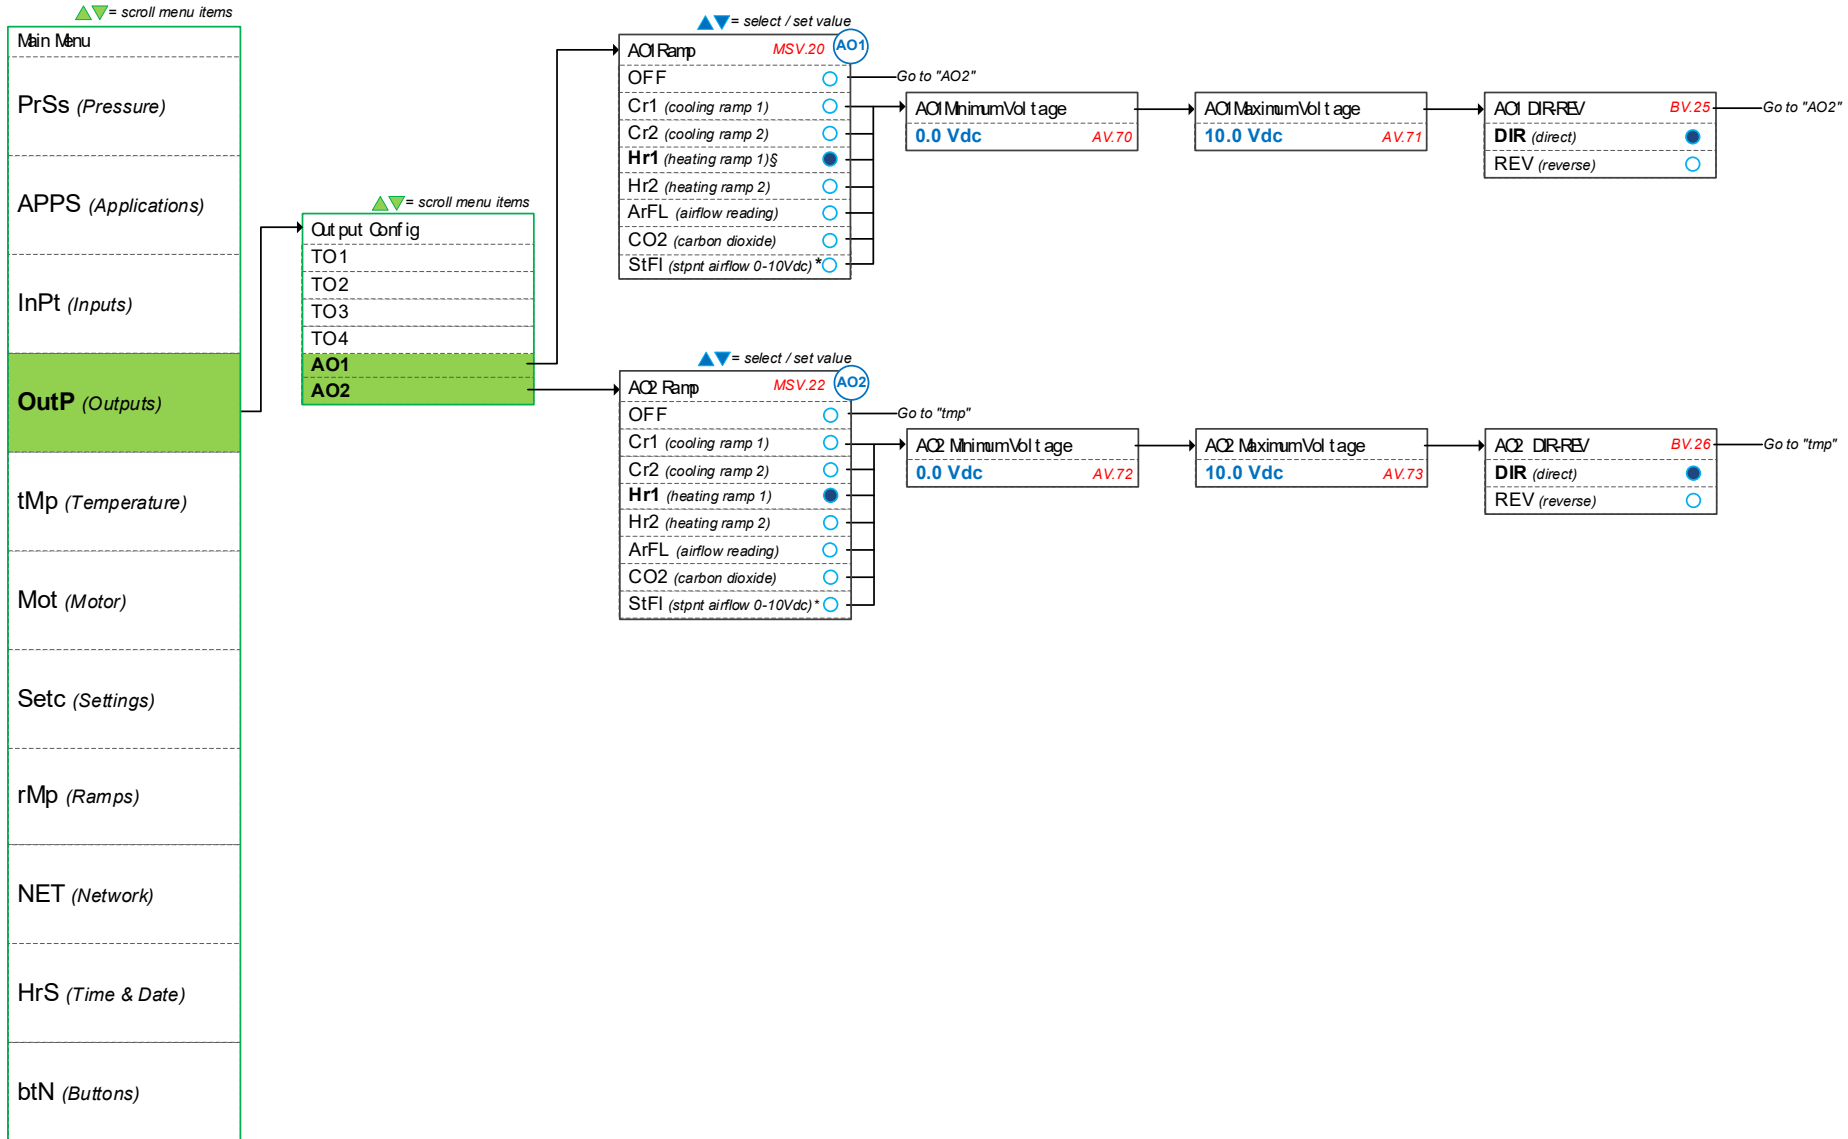 = scroll menu items
Main Menu
PrSs (Pressure)
APPS (Applications)
InPt (Inputs)
OutP (Outputs)
tMp (Temperature)
Mot (Motor)
Setc (Settings)
rMp (Ramps)
NET (Network)
HrS (Time & Date)
btN (Buttons)
= scroll menu items
Output Config
TO1
TO2
TO3
TO4
AO1
AO2
= select / set value
AO1 Ramp MSV.20 AO1
OFF Go to "AO2"
Cr1 (cooling ramp 1)
Cr2 (cooling ramp 2)
Hr1 (heating ramp 1)§
Hr2 (heating ramp 2)
ArFL (airflow reading)
CO2 (carbon dioxide)
StFl (stpnt airflow 0-10Vdc) *
AO1 Minimum Voltage
0.0 Vdc AV.70
AO1 Maximum Voltage
10.0 Vdc AV.71
AO1 DIR-REV BV.25 Go to "AO2"
DIR (direct)
REV (reverse)
= select / set value
AO2 Ramp MSV.22 AO2
OFF Go to "tmp"
Cr1 (cooling ramp 1)
Cr2 (cooling ramp 2)
Hr1 (heating ramp 1)
Hr2 (heating ramp 2)
ArFL (airflow reading)
CO2 (carbon dioxide)
StFl (stpnt airflow 0-10Vdc) *
AO2 Minimum Voltage
0.0 Vdc AV.72
AO2 Maximum Voltage
10.0 Vdc AV.73
AO2 DIR-REV BV.26 Go to "tmp"
DIR (direct)
REV (reverse)